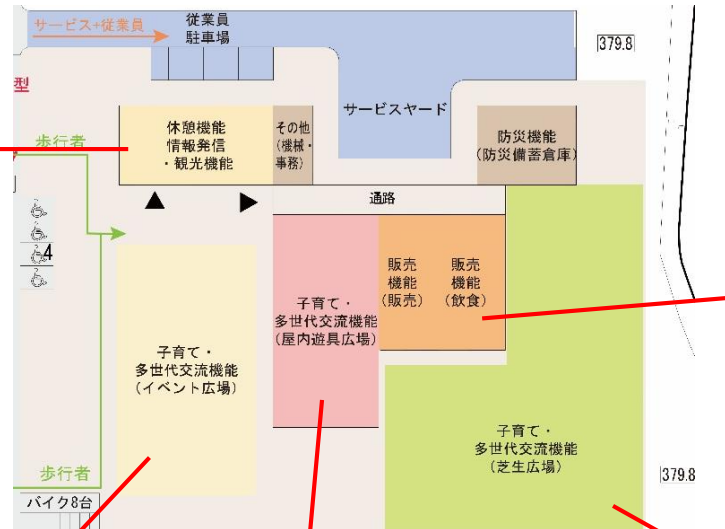 サービス+従業員
従業員
駐車場
379.8
型
サービスヤード
歩行者
休憩機能
情報発信
・観光機能
その他
(機械・
事務)
防災機能
(防災備蓄倉庫)
通路
4
販売
機能
(販売)
販売
機能
(飲食)
子育て・
多世代交流機能
(屋内遊具広場)
子育て・
多世代交流機能
(イベント広場)
子育て・
多世代交流機能
(芝生広場)
歩行者
379.8
バイク8台